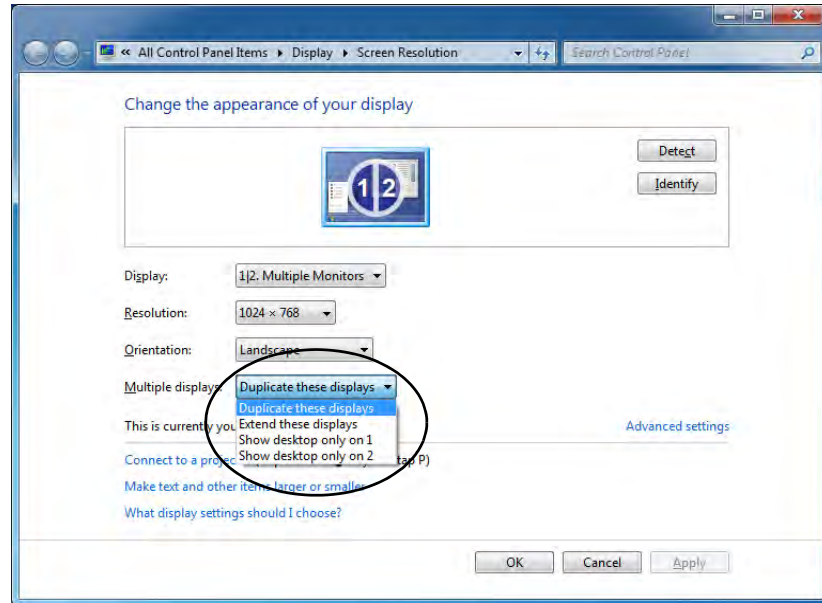 « All Control Panel Items ▸ Display ▸ Screen Resolution Search Control Panel
Change the appearance of your display
1 2
Detect
Identify
Display: 1|2. Multiple Monitors
Resolution: 1024 × 768
Orientation: Landscape
Multiple displays: Duplicate these displays
Duplicate these displays
This is currently you Extend these displays Advanced settings
Show desktop only on 1
Connect to a proje Show desktop only on 2 tap P)
Make text and other items larger or smaller
What display settings should I choose?
OK Cancel Apply